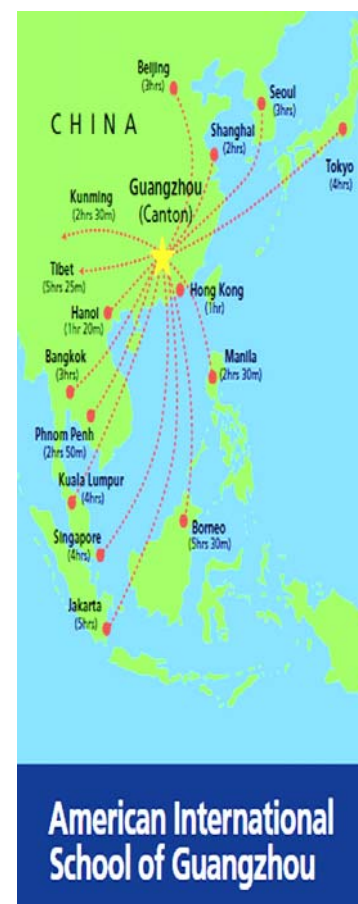 Beijing
(3hrs)
Seoul
(3hrs)
CHINA
Shanghai
(2hrs)
Tokyo
(4hrs)
Guangzhou
(Canton)
Kunming
(2hrs 30m)
Tibet
(5hrs 25m)
Hong Kong
(1hr)
Hanoi
(1hr 20m)
Bangkok
(3hrs)
Manila
(2hrs 30m)
Phnom Penh
(2hrs 50m)
Kuala Lumpur
(4hrs)
Singapore
(4hrs)
Borneo
(5hrs 30m)
Jakarta
(5hrs)
American International
School of Guangzhou